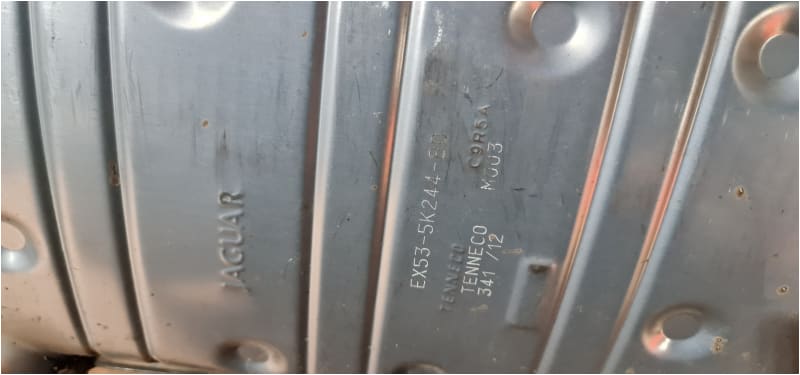 JAGUAR
EX53-5K244-
TENNECO
TENNECO
341 /12
C9R5A
M003